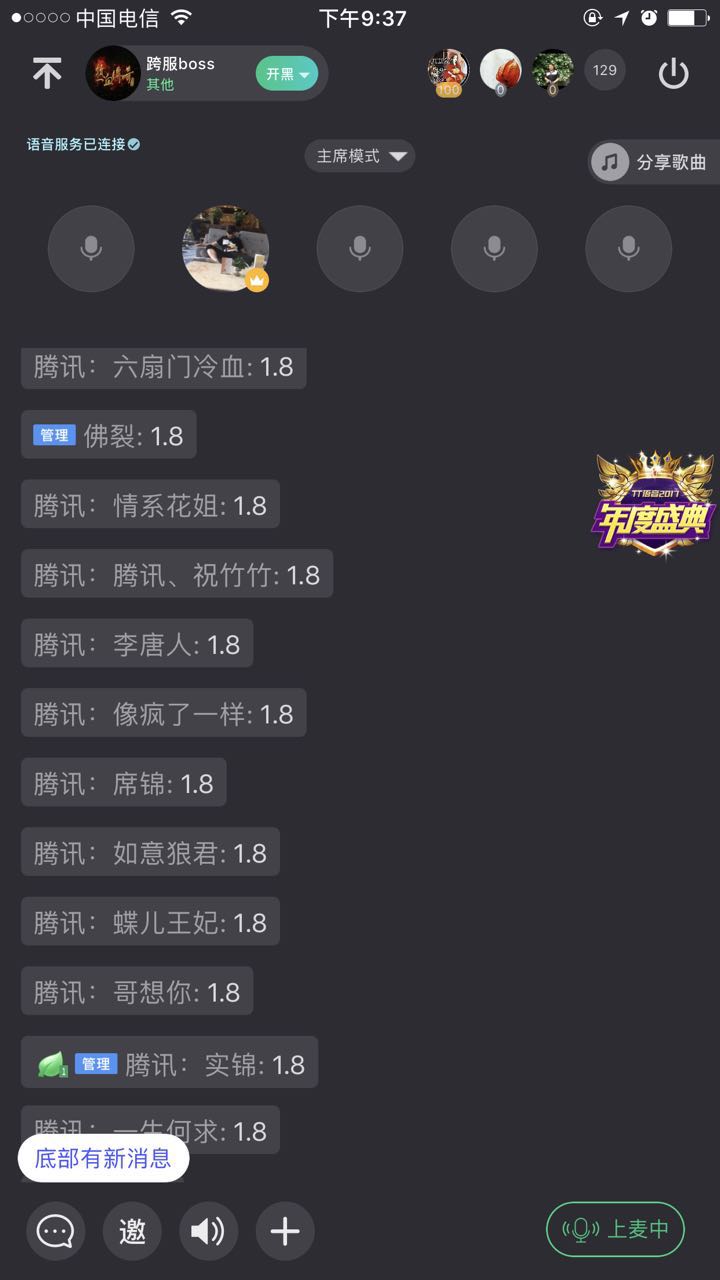 中国电信
下午9:37
跨服boss
其他
开黑
100
0
0
129
语音服务已连接
主席模式
分享歌曲
腾讯：六扇门冷血: 1.8
管理 佛裂: 1.8
腾讯：情系花姐: 1.8
TT语音2017
年度盛典
腾讯：腾讯、祝竹竹: 1.8
腾讯：李唐人: 1.8
腾讯：像疯了一样: 1.8
腾讯：席锦: 1.8
腾讯：如意狼君: 1.8
腾讯：蝶儿王妃: 1.8
腾讯：哥想你: 1.8
1 管理 腾讯：实锦: 1.8
腾讯：一生何求: 1.8
底部有新消息
邀
上麦中